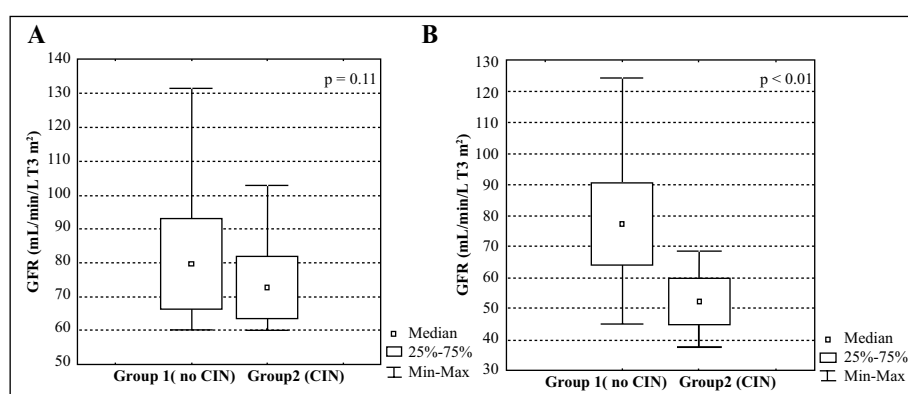 A
p = 0.11
GFR (mL/min/L T3 m²)
140
130
120
110
100
90
80
70
60
50
Group 1( no CIN)
Group2 (CIN)
Median
25%-75%
Min-Max
B
p < 0.01
GFR (mL/min/L T3 m²)
130
120
110
100
90
80
70
60
50
40
30
Group 1( no CIN)
Group2 (CIN)
Median
25%-75%
Min-Max